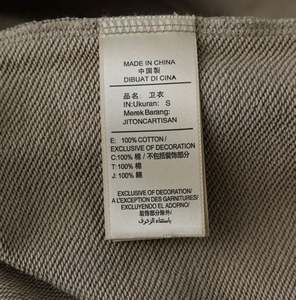 MADE IN CHINA
中国製
DIBUAT DI CINA
品名: 卫衣
IN:Ukuran: S
Merek Berang:
JITONCARTISAN
E: 100% COTTON/
EXCLUSIVE OF DECORATION
C:100% 棉/ 不包括装饰部分
T:100% 棉/
J: 100% 綿/
EXCLUSIVE OF DECORATION/
A L'EXCEPTION DES GARNITURES/
EXCLUYENDO EL ADORNO/
/部分装饰除外/